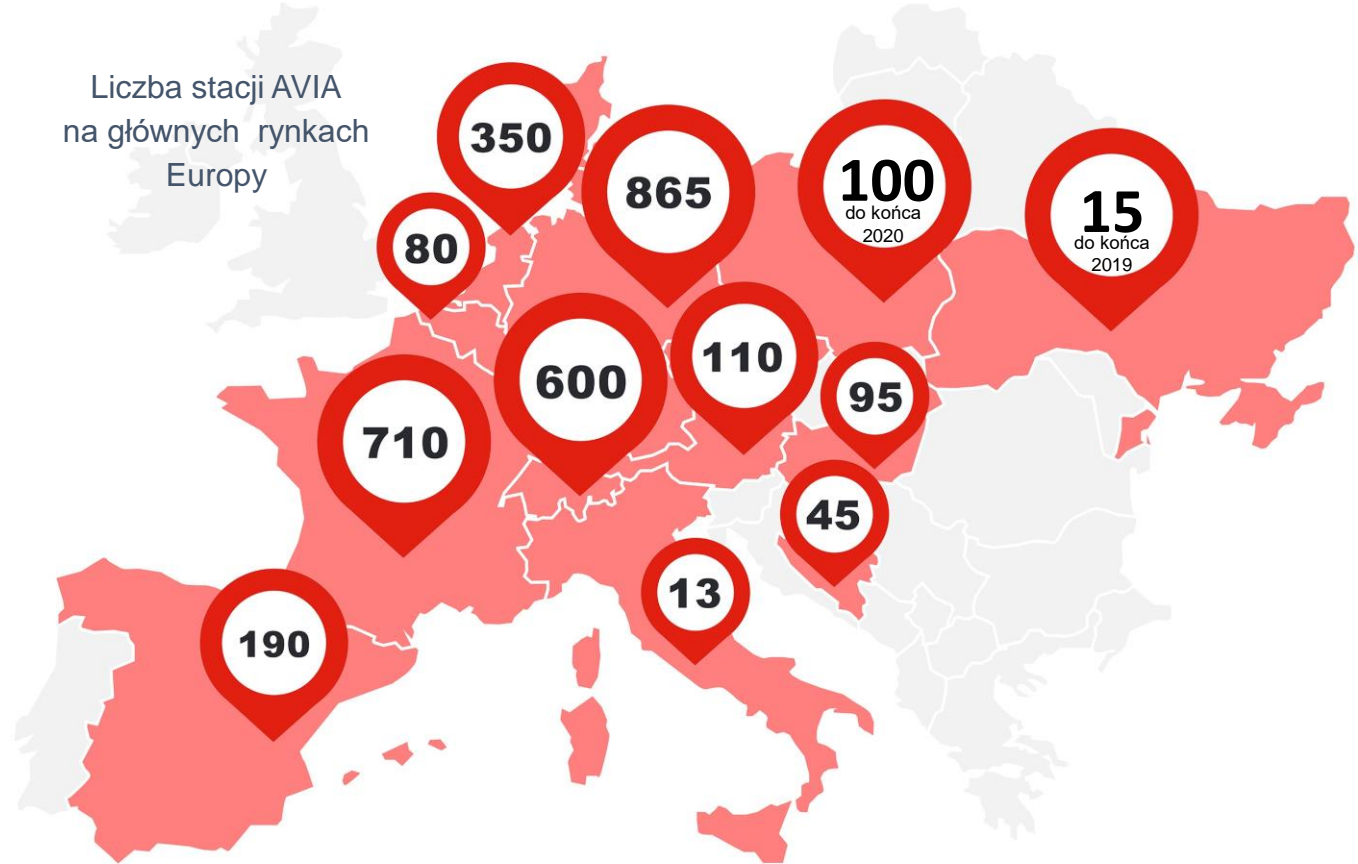 Liczba stacji AVIA
na głównych rynkach
Europy
350
865
100
do końca
2020
15
do końca
2019
80
600
110
95
710
45
13
190